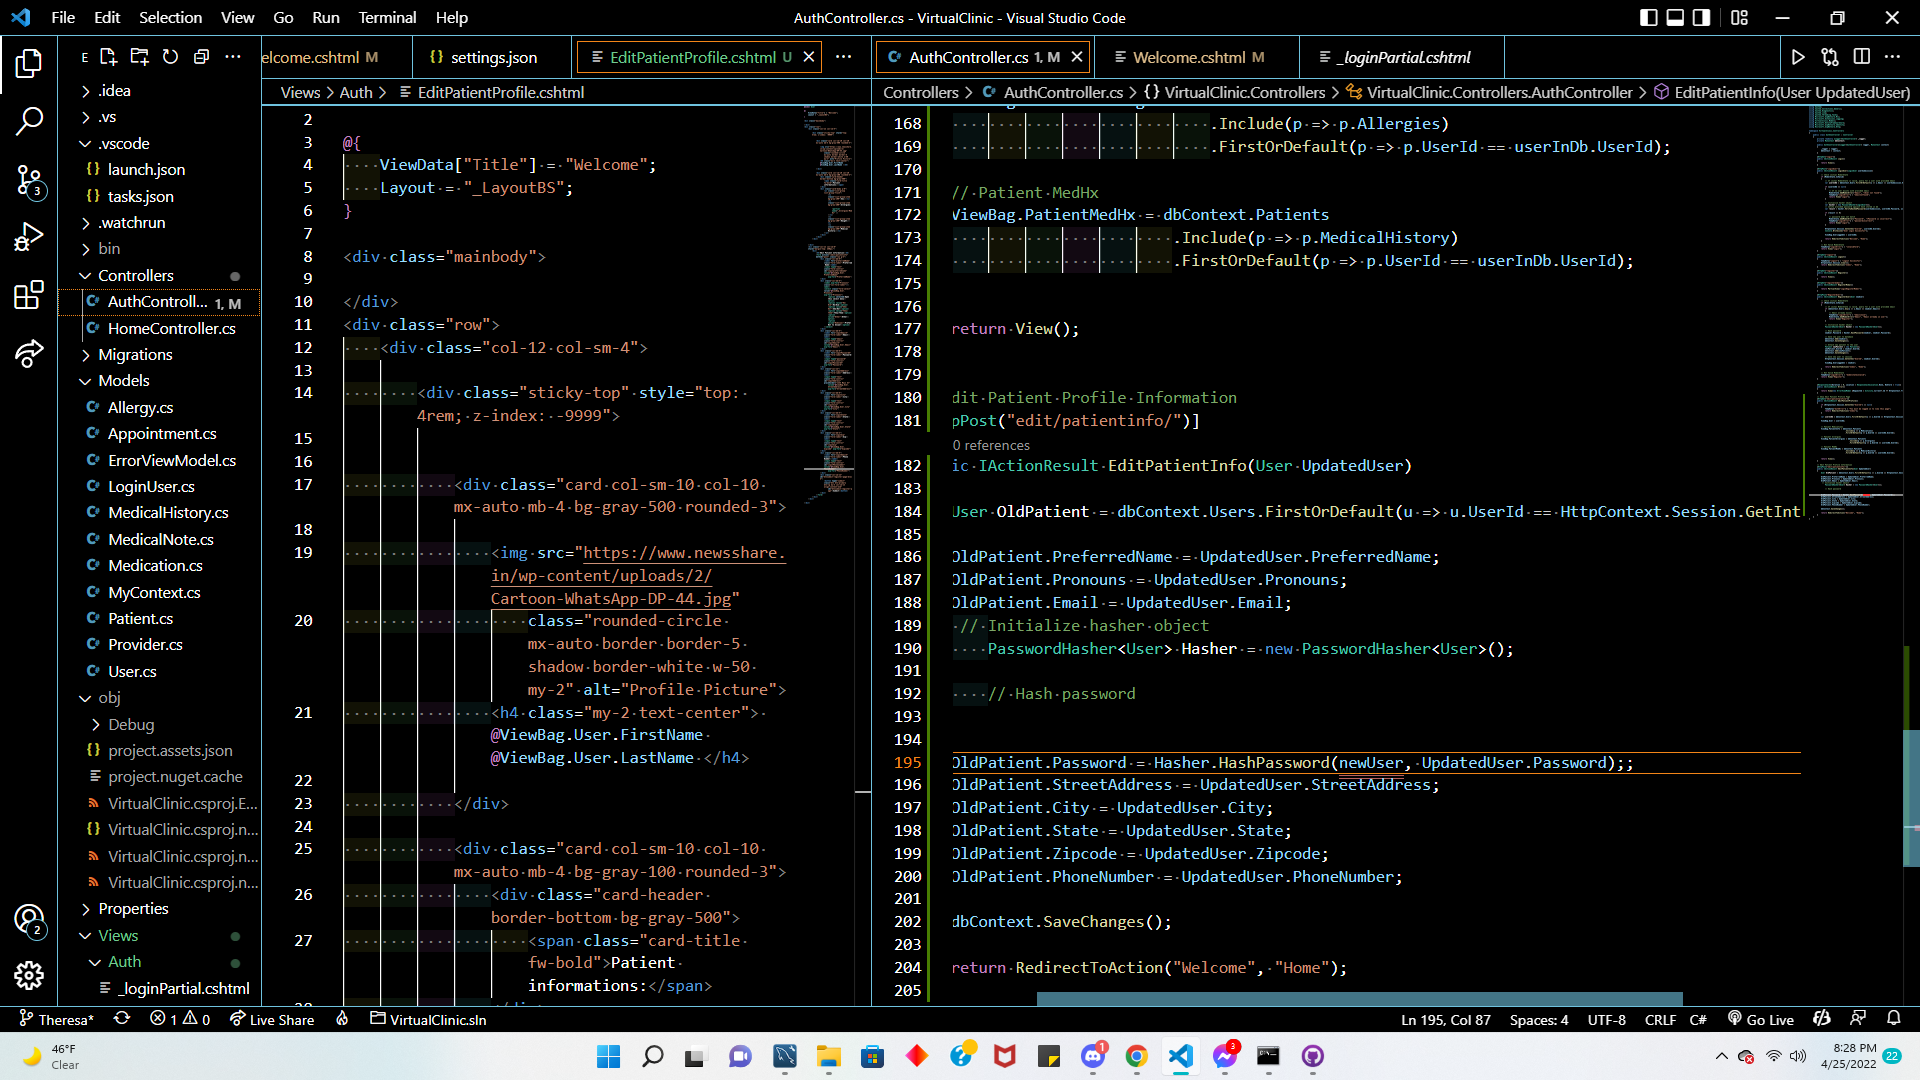 File Edit Selection View Go Run Terminal Help
AuthController.cs - VirtualClinic - Visual Studio Code
E
elcome.cshtml M
settings.json
EditPatientProfile.cshtml U
AuthController.cs 1, M
Welcome.cshtml M
_loginPartial.cshtml
Views > Auth > EditPatientProfile.cshtml
Controllers > AuthController.cs > {} VirtualClinic.Controllers > VirtualClinic.Controllers.AuthController > EditPatientInfo(User UpdatedUser)
.idea
.vs
.vscode
launch.json
tasks.json
.watchrun
bin
Controllers
AuthControll... 1, M
HomeController.cs
Migrations
Models
Allergy.cs
Appointment.cs
ErrorViewModel.cs
LoginUser.cs
MedicalHistory.cs
MedicalNote.cs
Medication.cs
MyContext.cs
Patient.cs
Provider.cs
User.cs
obj
Debug
project.assets.json
project.nuget.cache
VirtualClinic.csproj.E...
VirtualClinic.csproj.n...
VirtualClinic.csproj.n...
VirtualClinic.csproj.n...
Properties
Views
Auth
_loginPartial.cshtml
3
2
2
3 @{
4 ViewData["Title"] = "Welcome";
5 Layout = "_LayoutBS";
6 }
7
8 <div class="mainbody">
9
10 </div>
11 <div class="row">
12 <div class="col-12 col-sm-4">
13
14 <div class="sticky-top" style="top:
4rem; z-index: -9999">
15
16
17 <div class="card col-sm-10 col-10
mx-auto mb-4 bg-gray-500 rounded-3">
18
19 <img src="https://www.newsshare.
in/wp-content/uploads/2/
Cartoon-WhatsApp-DP-44.jpg"
20 class="rounded-circle
mx-auto border border-5
shadow border-white w-50
my-2" alt="Profile Picture">
21 <h4 class="my-2 text-center">
@ViewBag.User.FirstName
@ViewBag.User.LastName </h4>
22
23 </div>
24
25 <div class="card col-sm-10 col-10
mx-auto mb-4 bg-gray-100 rounded-3">
26 <div class="card-header
border-bottom bg-gray-500">
27 <span class="card-title
fw-bold">Patient
informations:</span>
168 .Include(p => p.Allergies)
169 .FirstOrDefault(p => p.UserId == userInDb.UserId);
170
171 // Patient MedHx
172 ViewBag.PatientMedHx = dbContext.Patients
173 .Include(p => p.MedicalHistory)
174 .FirstOrDefault(p => p.UserId == userInDb.UserId);
175
176
177 return View();
178
179
180 dit Patient Profile Information
181 pPost("edit/patientinfo/")]
0 references
182 ic IActionResult EditPatientInfo(User UpdatedUser)
183
184 User OldPatient = dbContext.Users.FirstOrDefault(u => u.UserId == HttpContext.Session.GetInt
185
186 OldPatient.PreferredName = UpdatedUser.PreferredName;
187 OldPatient.Pronouns = UpdatedUser.Pronouns;
188 OldPatient.Email = UpdatedUser.Email;
189 // Initialize hasher object
190 PasswordHasher<User> Hasher = new PasswordHasher<User>();
191
192 // Hash password
193
194
195 OldPatient.Password = Hasher.HashPassword(newUser, UpdatedUser.Password);;
196 OldPatient.StreetAddress = UpdatedUser.StreetAddress;
197 OldPatient.City = UpdatedUser.City;
198 OldPatient.State = UpdatedUser.State;
199 OldPatient.Zipcode = UpdatedUser.Zipcode;
200 OldPatient.PhoneNumber = UpdatedUser.PhoneNumber;
201
202 dbContext.SaveChanges();
203
204 return RedirectToAction("Welcome", "Home");
205
Theresa* 1 0 Live Share VirtualClinic.sln
Ln 195, Col 87 Spaces: 4 UTF-8 CRLF C# Go Live
46°F
Clear
1
3
8:28 PM
4/25/2022
22